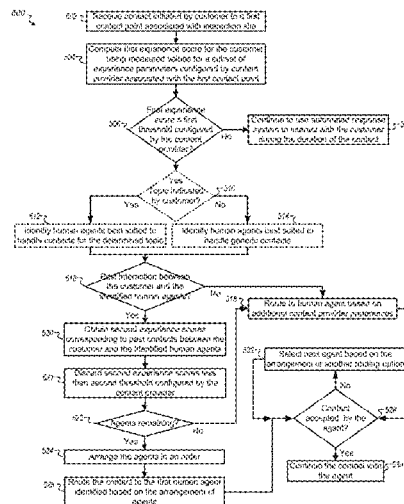 500
Receive contact initiated by customer to a first
contact point associated with interaction site
Compute first experience score for the customer
using measured values for a subset of
experience parameters configured by content
provider associated with the first contact point
First experience
score ≥ first
threshold configured
by the content
provider?
No
Continue to use automated response
system to interact with the customer
during the duration of the contact
Yes
Topic indicated
by customer?
Yes
No
512
Identify human agents best suited to
handle contacts for the determined topic
Identify human agents best suited to
handle generic contacts
Past interaction between
the customer and the
identified human agents?
No
518
Route to human agent based on
additional content provider preferences
Yes
Obtain second experience scores
corresponding to past contacts between the
customer and the identified human agents
Discard second experience scores less
than second threshold configured by the
content provider
Agents remaining?
No
Yes
Arrange the agents in an order
Route the contact to the first human agent
identified based on the arrangement of
agents
Select next agent based on the
arrangement or another routing option
No
Contact
accepted by the
agent?
Yes
Continue the contact using
the agent